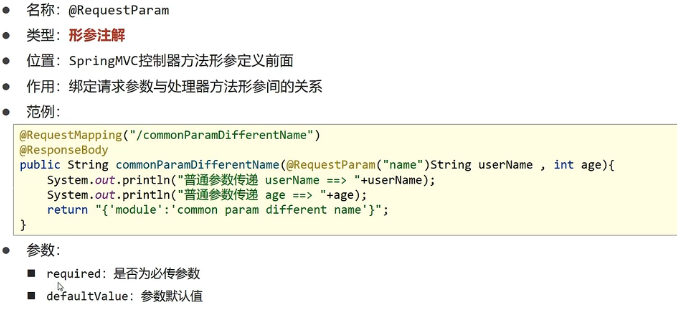 ● 名称：@RequestParam
● 类型：形参注解
● 位置：SpringMVC控制器方法形参定义前面
● 作用：绑定请求参数与处理器方法形参间的关系
● 范例：
@RequestMapping("/commonParamDifferentName")
@ResponseBody
public String commonParamDifferentName(@RequestParam("name")String userName , int age){
    System.out.println("普通参数传递 userName ==> "+userName);
    System.out.println("普通参数传递 age ==> "+age);
    return "{'module':'common param different name'}";
}
● 参数：
■ required：是否为必传参数
■ defaultValue：参数默认值